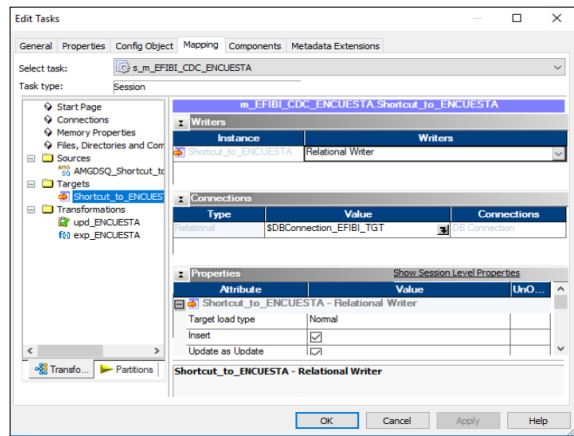 Edit Tasks
General Properties Config Object Mapping Components Metadata Extensions
Select task: s_m_EFIBI_CDC_ENCUESTA
Task type: Session
Start Page
Connections
Memory Properties
Files, Directories and Com
Sources
AMGDSQ_Shortcut_tc
Targets
Shortcut_to_ENCUES
Transformations
upd_ENCUESTA
exp_ENCUESTA
Transfo... Partitions
m_EFIBI_CDC_ENCUESTA.Shortcut_to_ENCUESTA
Writers
Instance Writers
Shortcut_to_ENCUESTA Relational Writer
Connections
Type Value Connections
Relational $DBConnection_EFIBI_TGT DB Connection
Properties Show Session Level Properties
Attribute Value UnO...
Shortcut_to_ENCUESTA - Relational Writer
Target load type Normal
Insert
Update as Update
Shortcut_to_ENCUESTA - Relational Writer
OK Cancel Apply Help